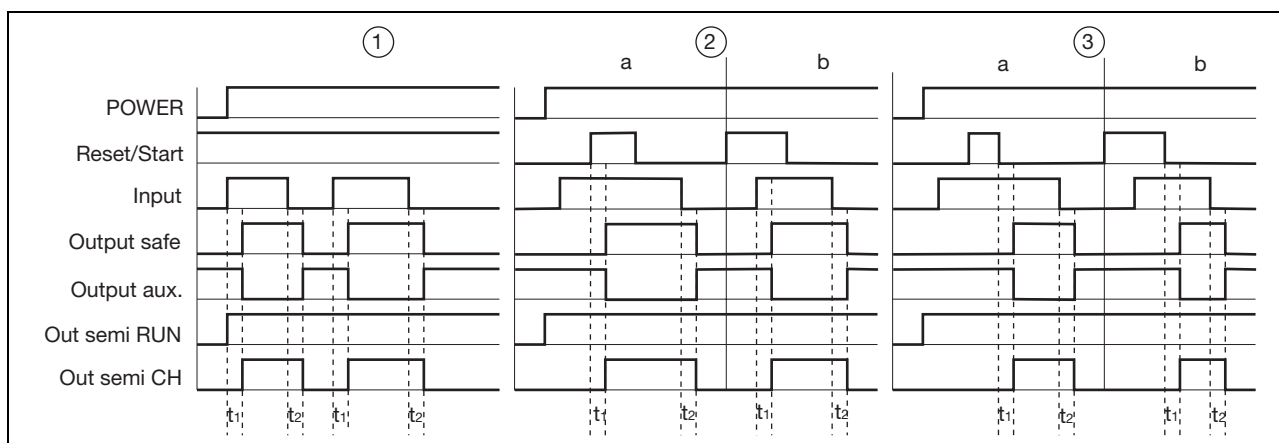 ① ② ③
a b a b
POWER
Reset/Start
Input
Output safe
Output aux.
Out semi RUN
Out semi CH
t1 t2 t1 t2 t1 t2 t1 t2 t1 t2 t1 t2